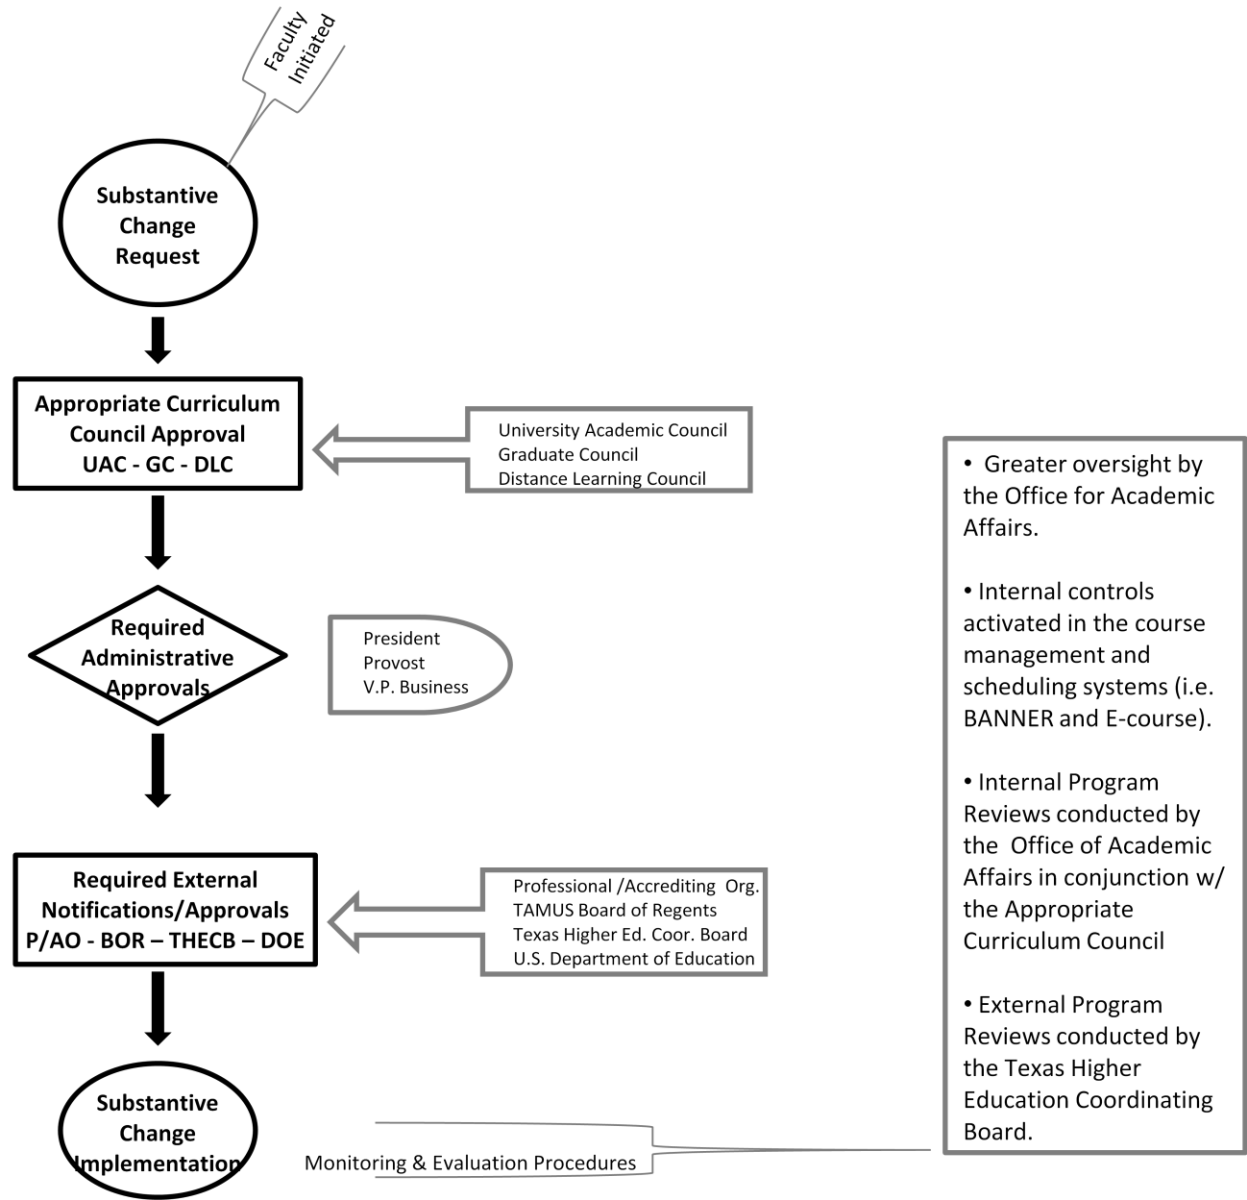 Faculty
Initiated
Substantive
Change
Request
Appropriate Curriculum
Council Approval
UAC - GC - DLC
University Academic Council
Graduate Council
Distance Learning Council
Required
Administrative
Approvals
President
Provost
V.P. Business
Required External
Notifications/Approvals
P/AO - BOR – THECB – DOE
Professional /Accrediting Org.
TAMUS Board of Regents
Texas Higher Ed. Coor. Board
U.S. Department of Education
Substantive
Change
Implementation
Monitoring & Evaluation Procedures
• Greater oversight by
the Office for Academic
Affairs.
• Internal controls
activated in the course
management and
scheduling systems (i.e.
BANNER and E-course).
• Internal Program
Reviews conducted by
the Office of Academic
Affairs in conjunction w/
the Appropriate
Curriculum Council
• External Program
Reviews conducted by
the Texas Higher
Education Coordinating
Board.